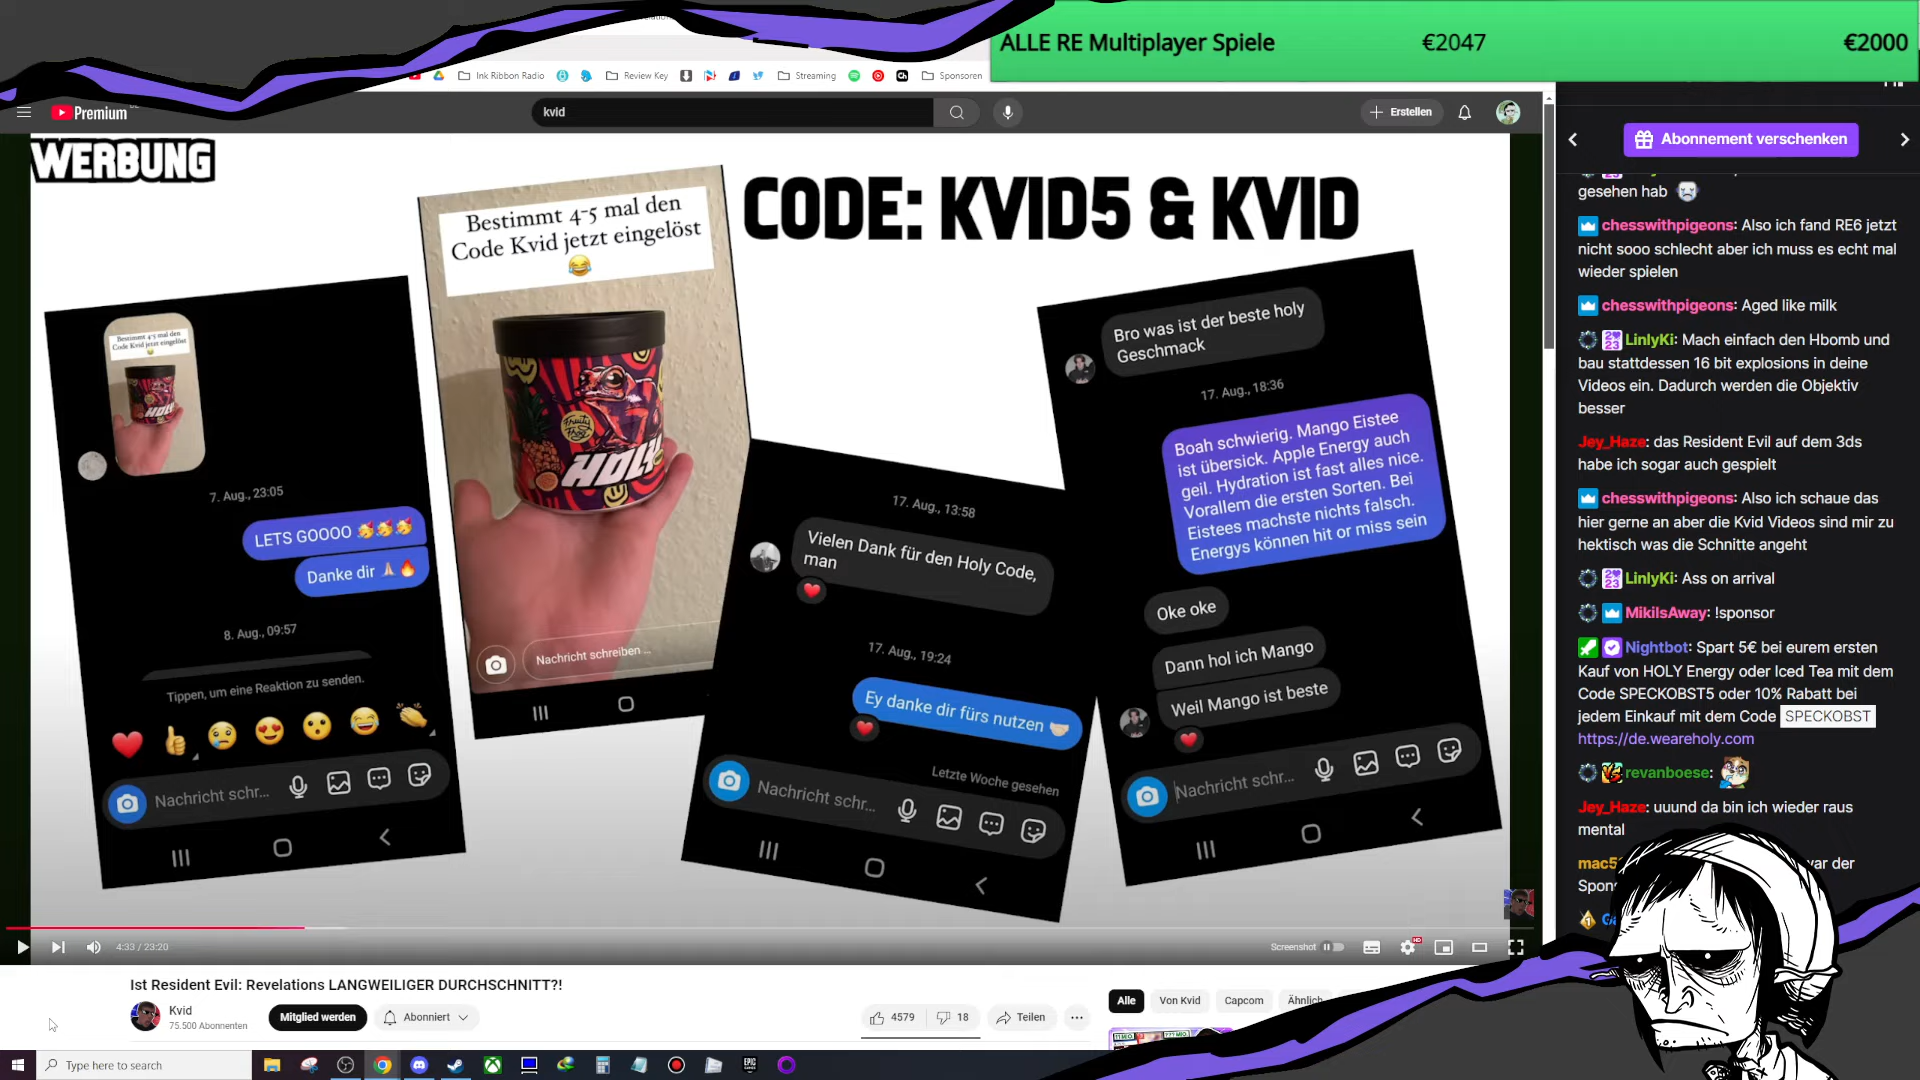 ALLE RE Multiplayer Spiele €2047 €2000
Ink Ribbon Radio
Review Key
Streaming
Sponsoren
Premium
kvid
Erstellen
WERBUNG
CODE: KVID5 & KVID
Bestimmt 4-5 mal den
Code Kvid jetzt eingelöst
😂
Bestimmt 4-5 mal den
Code Kvid jetzt eingelöst
7. Aug., 23:05
LETS GOOOO 🥳🥳🥳
Danke dir 🙏🏻🔥
8. Aug., 09:57
Tippen, um eine Reaktion zu senden.
Nachricht schr...
Fruity
Frog
HOLY
Nachricht schreiben ...
17. Aug., 13:58
Vielen Dank für den Holy Code,
man
17. Aug., 19:24
Ey danke dir fürs nutzen 🤝🏻
Letzte Woche gesehen
Nachricht schr...
Bro was ist der beste holy
Geschmack
17. Aug., 18:36
Boah schwierig. Mango Eistee
ist übersick. Apple Energy auch
geil. Hydration ist fast alles nice.
Vorallem die ersten Sorten. Bei
Eistees machste nichts falsch.
Energys können hit or miss sein
Oke oke
Dann hol ich Mango
Weil Mango ist beste
Nachricht schr...
4:33 / 23:20
Screenshot
HD
Ist Resident Evil: Revelations LANGWEILIGER DURCHSCHNITT?!
Kvid
75.500 Abonnenten
Mitglied werden
Abonniert
4579
18
Teilen
Alle
Von Kvid
Capcom
Ähnlich
Type here to search
Abonnement verschenken
gesehen hab
chesswithpigeons: Also ich fand RE6 jetzt
nicht sooo schlecht aber ich muss es echt mal
wieder spielen
chesswithpigeons: Aged like milk
LinlyKi: Mach einfach den Hbomb und
bau stattdessen 16 bit explosions in deine
Videos ein. Dadurch werden die Objektiv
besser
Jey_Haze: das Resident Evil auf dem 3ds
habe ich sogar auch gespielt
chesswithpigeons: Also ich schaue das
hier gerne an aber die Kvid Videos sind mir zu
hektisch was die Schnitte angeht
LinlyKi: Ass on arrival
MikilsAway: !sponsor
Nightbot: Spart 5€ bei eurem ersten
Kauf von HOLY Energy oder Iced Tea mit dem
Code SPECKOBST5 oder 10% Rabatt bei
jedem Einkauf mit dem Code SPECKOBST
https://de.weareholy.com
revanboese:
Jey_Haze: uuund da bin ich wieder raus
mental